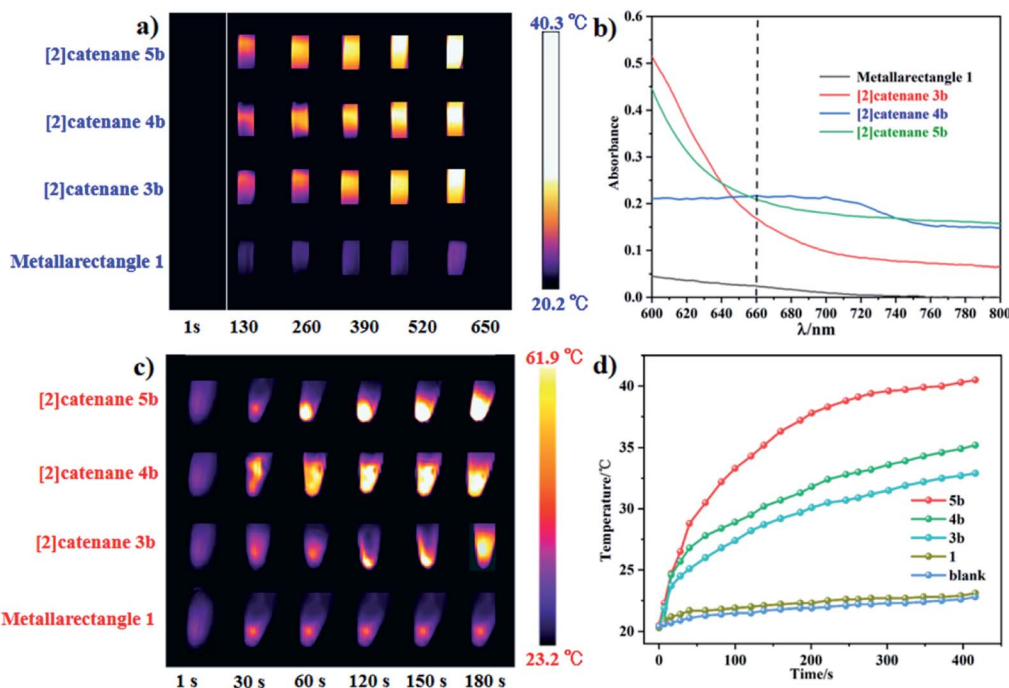 a)
[2]catenane 5b
[2]catenane 4b
[2]catenane 3b
Metallarectangle 1
1s 130 260 390 520 650
40.3 ℃
20.2 ℃
b)
Absorbance
0.6
0.5
0.4
0.3
0.2
0.1
0.0
Metallarectangle 1
[2]catenane 3b
[2]catenane 4b
[2]catenane 5b
600 620 640 660 680 700 720 740 760 780 800
λ/nm
c)
[2]catenane 5b
[2]catenane 4b
[2]catenane 3b
Metallarectangle 1
1 s 30 s 60 s 120 s 150 s 180 s
61.9 ℃
23.2 ℃
d)
Temperature/℃
40
35
30
25
20
5b
4b
3b
1
blank
0 100 200 300 400
Time/s